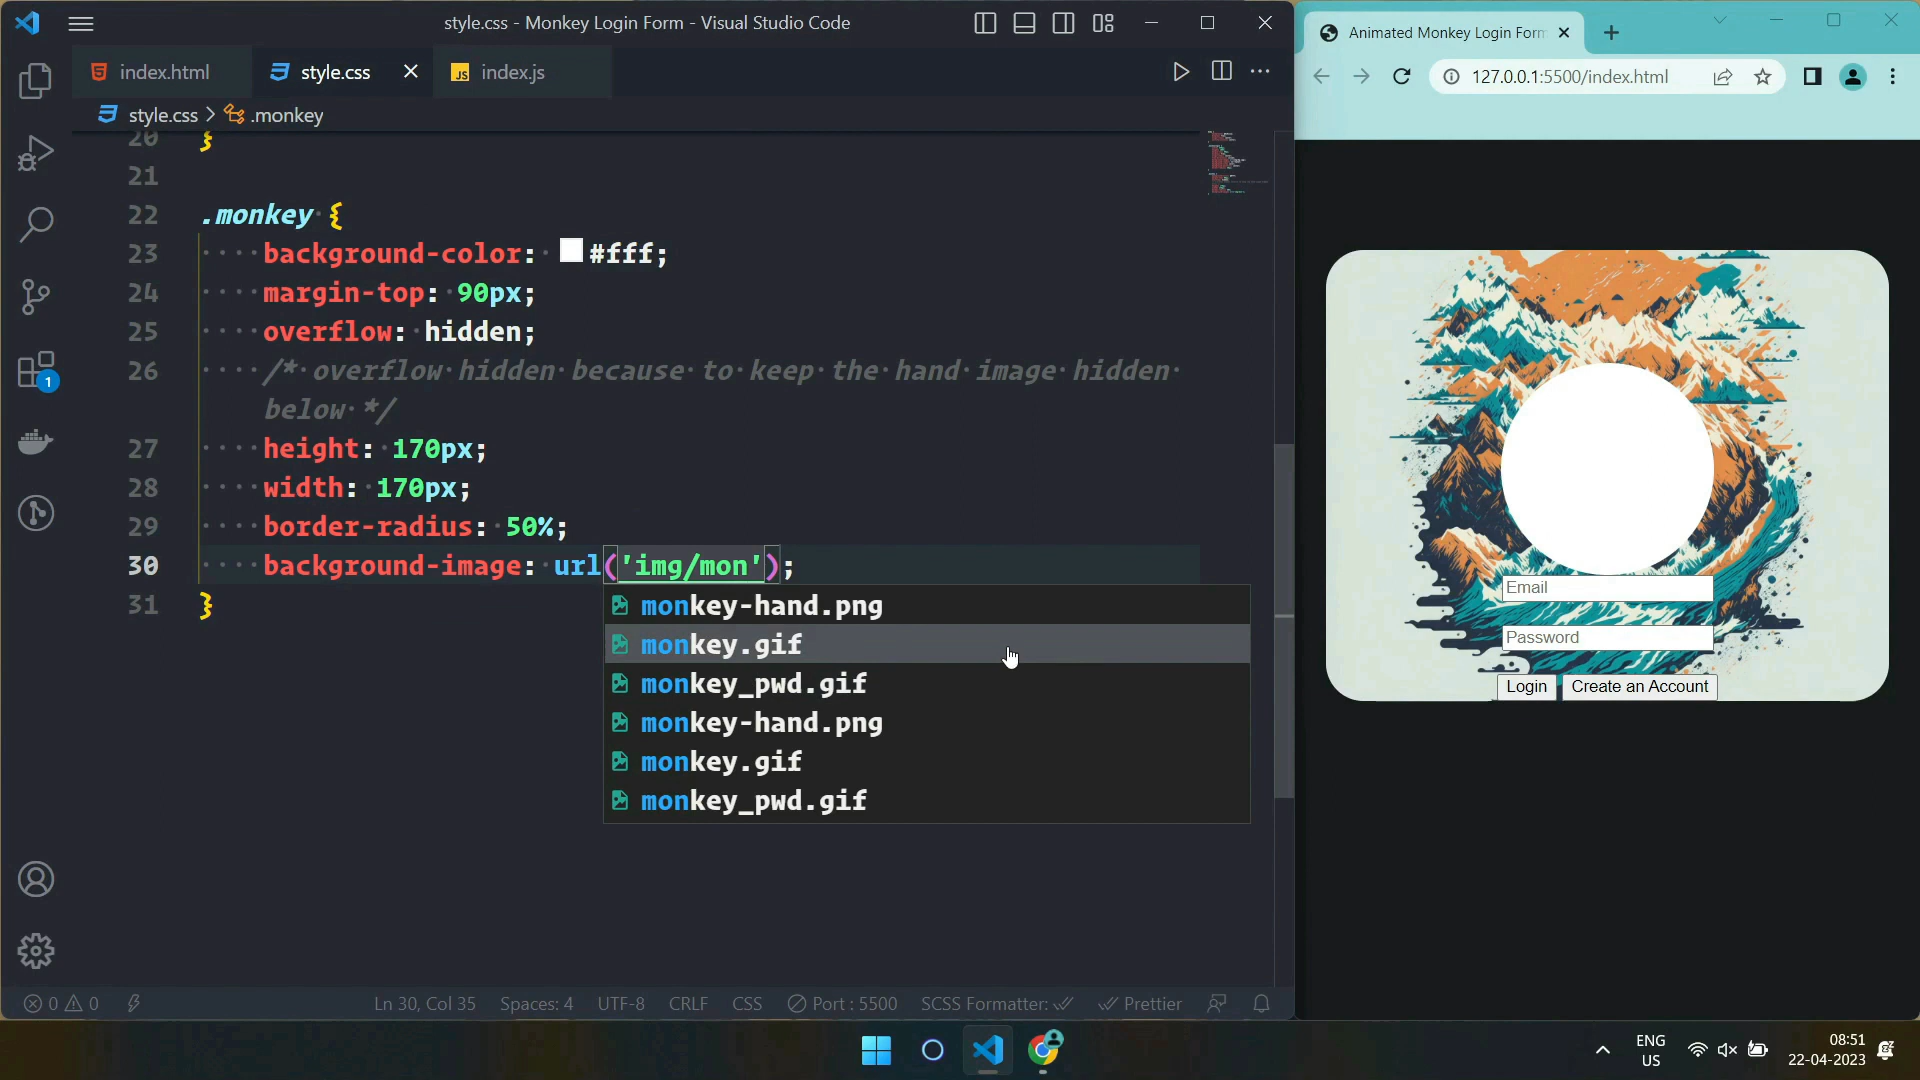 style.css - Monkey Login Form - Visual Studio Code
index.html
style.css
JS index.js
style.css > .monkey
20 }
21
22 .monkey {
23 background-color: #fff;
24 margin-top: 90px;
25 overflow: hidden;
26 /* overflow hidden because to keep the hand image hidden
below */
27 height: 170px;
28 width: 170px;
29 border-radius: 50%;
30 background-image: url('img/mon');
31 }
monkey-hand.png
monkey.gif
monkey_pwd.gif
monkey-hand.png
monkey.gif
monkey_pwd.gif
1
0 0
Ln 30, Col 35 Spaces: 4 UTF-8 CRLF CSS Port : 5500 SCSS Formatter: Prettier
Animated Monkey Login Form
127.0.0.1:5500/index.html
Email
Password
Login Create an Account
ENG
US
08:51
22-04-2023